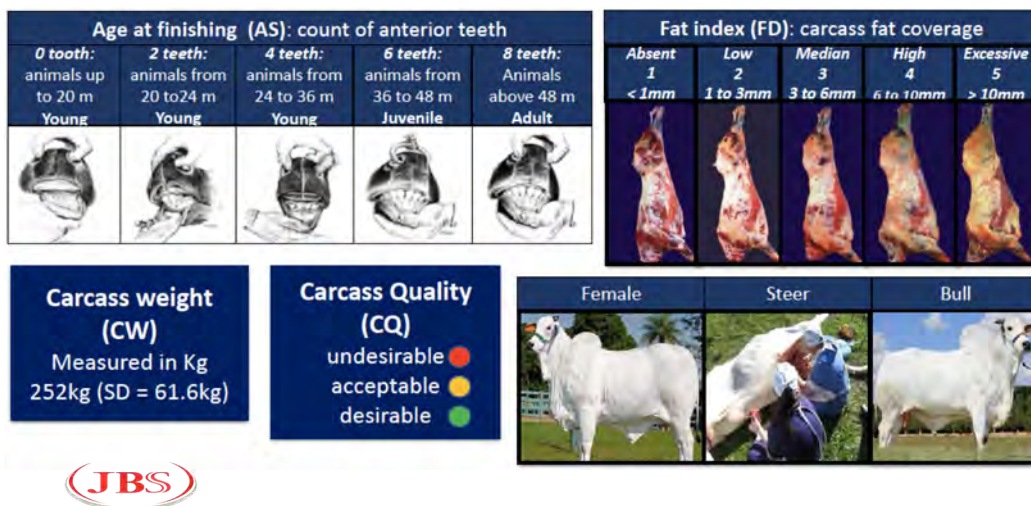 Age at finishing (AS): count of anterior teeth
0 tooth:
animals up
to 20 m
Young
2 teeth:
animals from
20 to24 m
Young
4 teeth:
animals from
24 to 36 m
Young
6 teeth:
animals from
36 to 48 m
Juvenile
8 teeth:
Animals
above 48 m
Adult
Fat index (FD): carcass fat coverage
Absent
1
< 1mm
Low
2
1 to 3mm
Median
3
3 to 6mm
High
4
6 to 10mm
Excessive
5
> 10mm
Carcass weight
(CW)
Measured in Kg
252kg (SD = 61.6kg)
Carcass Quality
(CQ)
undesirable
acceptable
desirable
Female
Steer
Bull
JBS